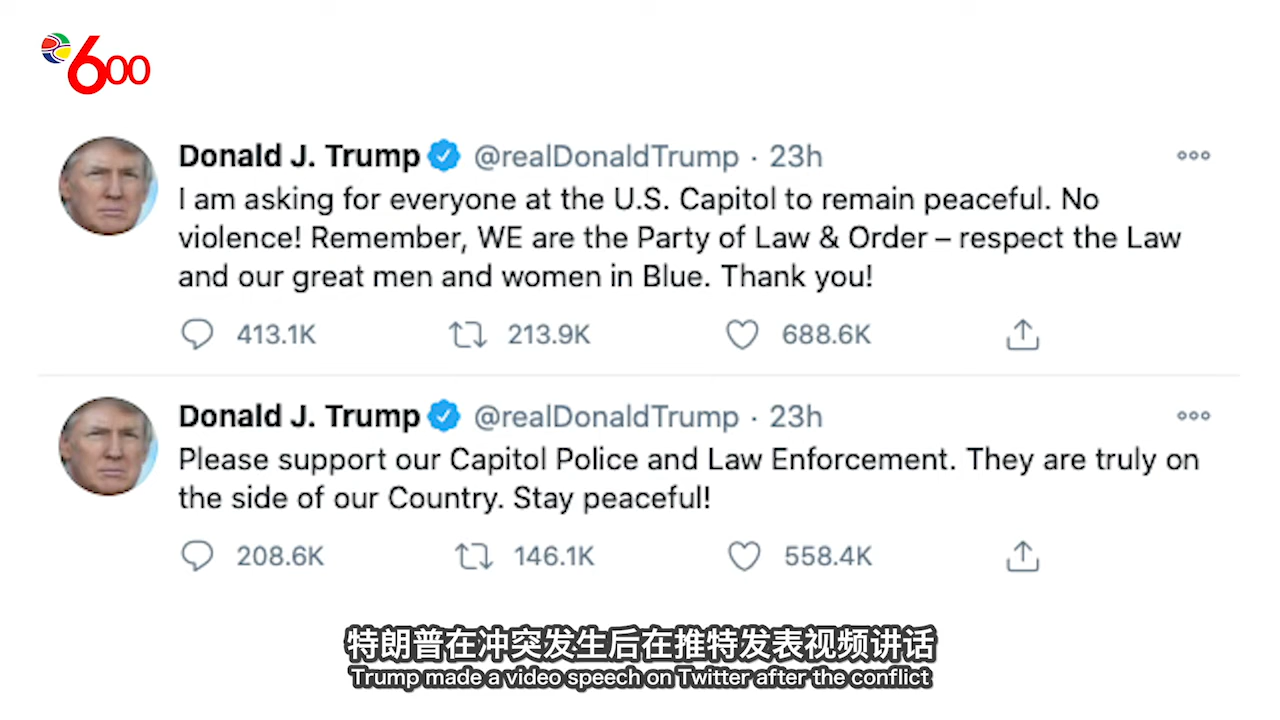 600
Donald J. Trump @realDonaldTrump · 23h
I am asking for everyone at the U.S. Capitol to remain peaceful. No
violence! Remember, WE are the Party of Law & Order – respect the Law
and our great men and women in Blue. Thank you!
413.1K 213.9K 688.6K
Donald J. Trump @realDonaldTrump · 23h
Please support our Capitol Police and Law Enforcement. They are truly on
the side of our Country. Stay peaceful!
208.6K 146.1K 558.4K
特朗普在冲突发生后在推特发表视频讲话
Trump made a video speech on Twitter after the conflict